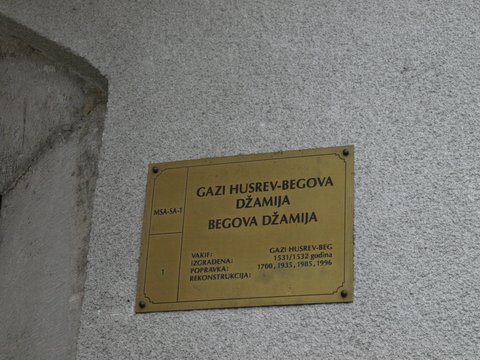 MSA-SA-1
1
GAZI HUSREV-BEGOVA
DŽAMIJA
BEGOVA DŽAMIJA
VAKIF: GAZI HUSREV-BEG
IZGRAĐENA: 1531/1532 godina
POPRAVKA: 1700, 1935, 1985, 1996
REKONSTRUKCIJA: